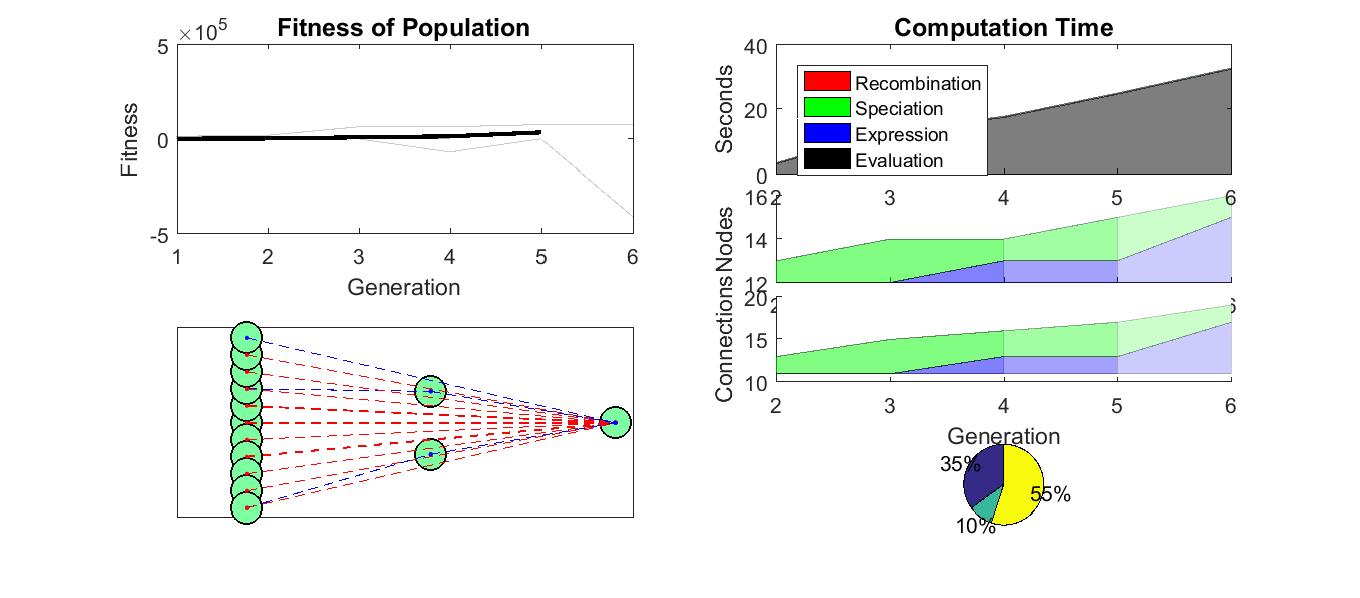 Fitness of Population
×10^5
5
0
-5
Fitness
1 2 3 4 5 6
Generation
Computation Time
40
20
0
Seconds
Recombination
Speciation
Expression
Evaluation
2 3 4 5 6
16
14
12
Nodes
20
15
10
Connections
2 3 4 5 6
Generation
35%
55%
10%